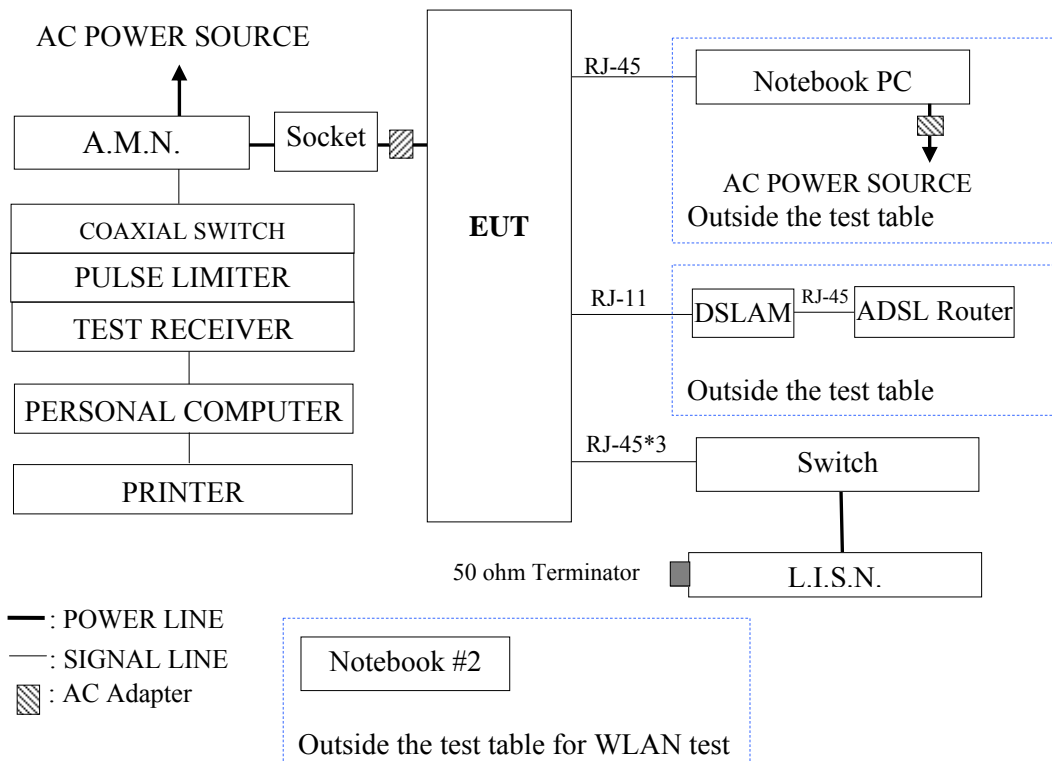 AC POWER SOURCE
A.M.N.
Socket
COAXIAL SWITCH
PULSE LIMITER
TEST RECEIVER
PERSONAL COMPUTER
PRINTER
EUT
RJ-45
Notebook PC
AC POWER SOURCE
Outside the test table
RJ-11
DSLAM
RJ-45
ADSL Router
Outside the test table
RJ-45*3
Switch
50 ohm Terminator
L.I.S.N.
: POWER LINE
: SIGNAL LINE
: AC Adapter
Notebook #2
Outside the test table for WLAN test